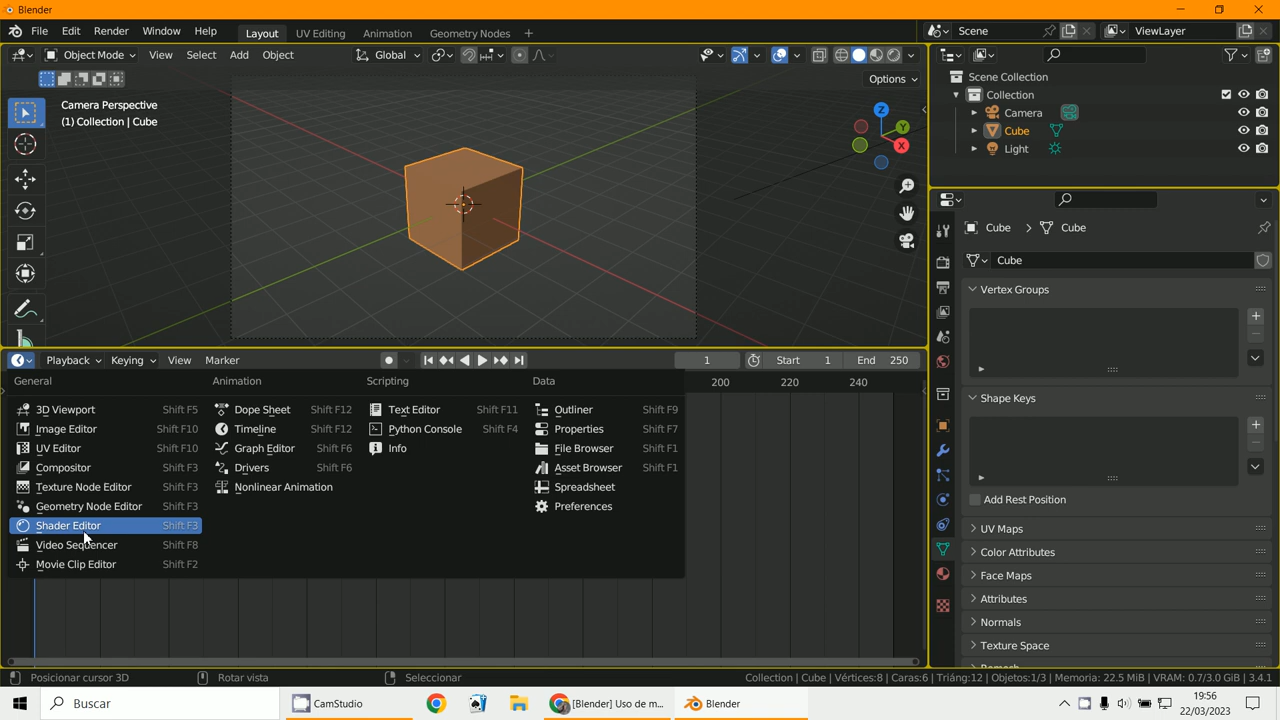 Blender
File Edit Render Window Help Layout UV Editing Animation Geometry Nodes + Scene ViewLayer
Object Mode View Select Add Object Global
Options
Camera Perspective
(1) Collection | Cube
Z Y X
Scene Collection
Collection
Camera
Cube
Light
Cube > Cube
Cube
Vertex Groups
Shape Keys
Add Rest Position
UV Maps
Color Attributes
Face Maps
Attributes
Normals
Texture Space
Remesh
Playback Keying View Marker 1 Start 1 End 250
200 220 240
General Animation Scripting Data
3D Viewport Shift F5 Dope Sheet Shift F12 Text Editor Shift F11 Outliner Shift F9
Image Editor Shift F10 Timeline Shift F12 Python Console Shift F4 Properties Shift F7
UV Editor Shift F10 Graph Editor Shift F6 Info File Browser Shift F1
Compositor Shift F3 Drivers Shift F6 Asset Browser Shift F1
Texture Node Editor Shift F3 Nonlinear Animation Spreadsheet
Geometry Node Editor Shift F3 Preferences
Shader Editor Shift F3
Video Sequencer Shift F8
Movie Clip Editor Shift F2
Posicionar cursor 3D Rotar vista Seleccionar Collection | Cube | Vértices:8 | Caras:6 | Triáng:12 | Objetos:1/3 | Memoria: 22.5 MiB | VRAM: 0.7/3.0 GiB | 3.4.1
Buscar CamStudio [Blender] Uso de m... Blender 19:56
22/03/2023